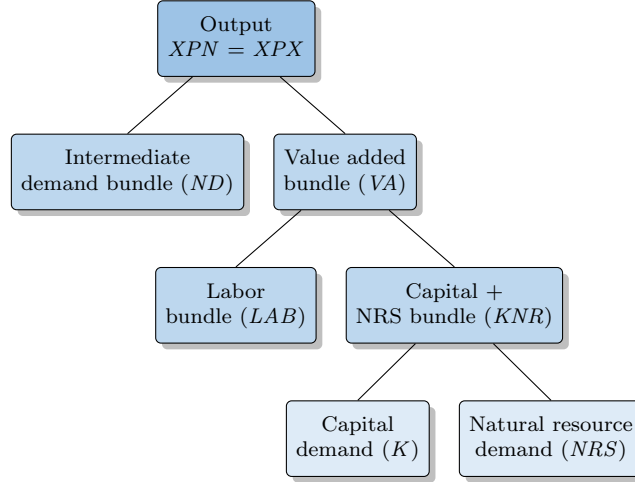 Output
XPN = XPX
Intermediate
demand bundle (ND)
Value added
bundle (VA)
Labor
bundle (LAB)
Capital +
NRS bundle (KNR)
Capital
demand (K)
Natural resource
demand (NRS)